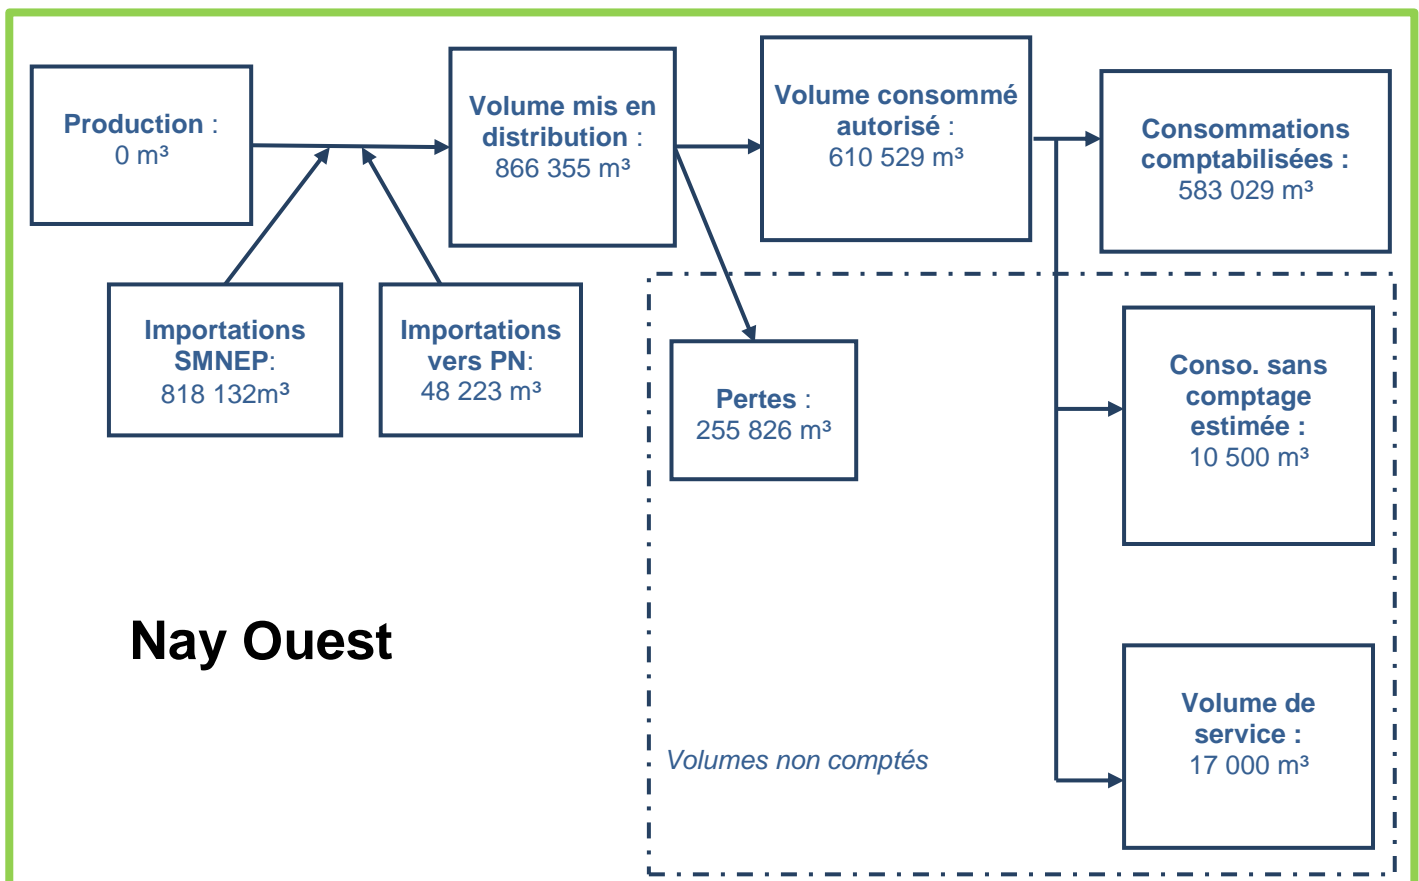 Production :
0 m³
Volume mis en
distribution :
866 355 m³
Volume consommé
autorisé :
610 529 m³
Consommations
comptabilisées :
583 029 m³
Importations
SMNEP:
818 132m³
Importations
vers PN:
48 223 m³
Pertes :
255 826 m³
Conso. sans
comptage
estimée :
10 500 m³
Nay Ouest
Volumes non comptés
Volume de
service :
17 000 m³